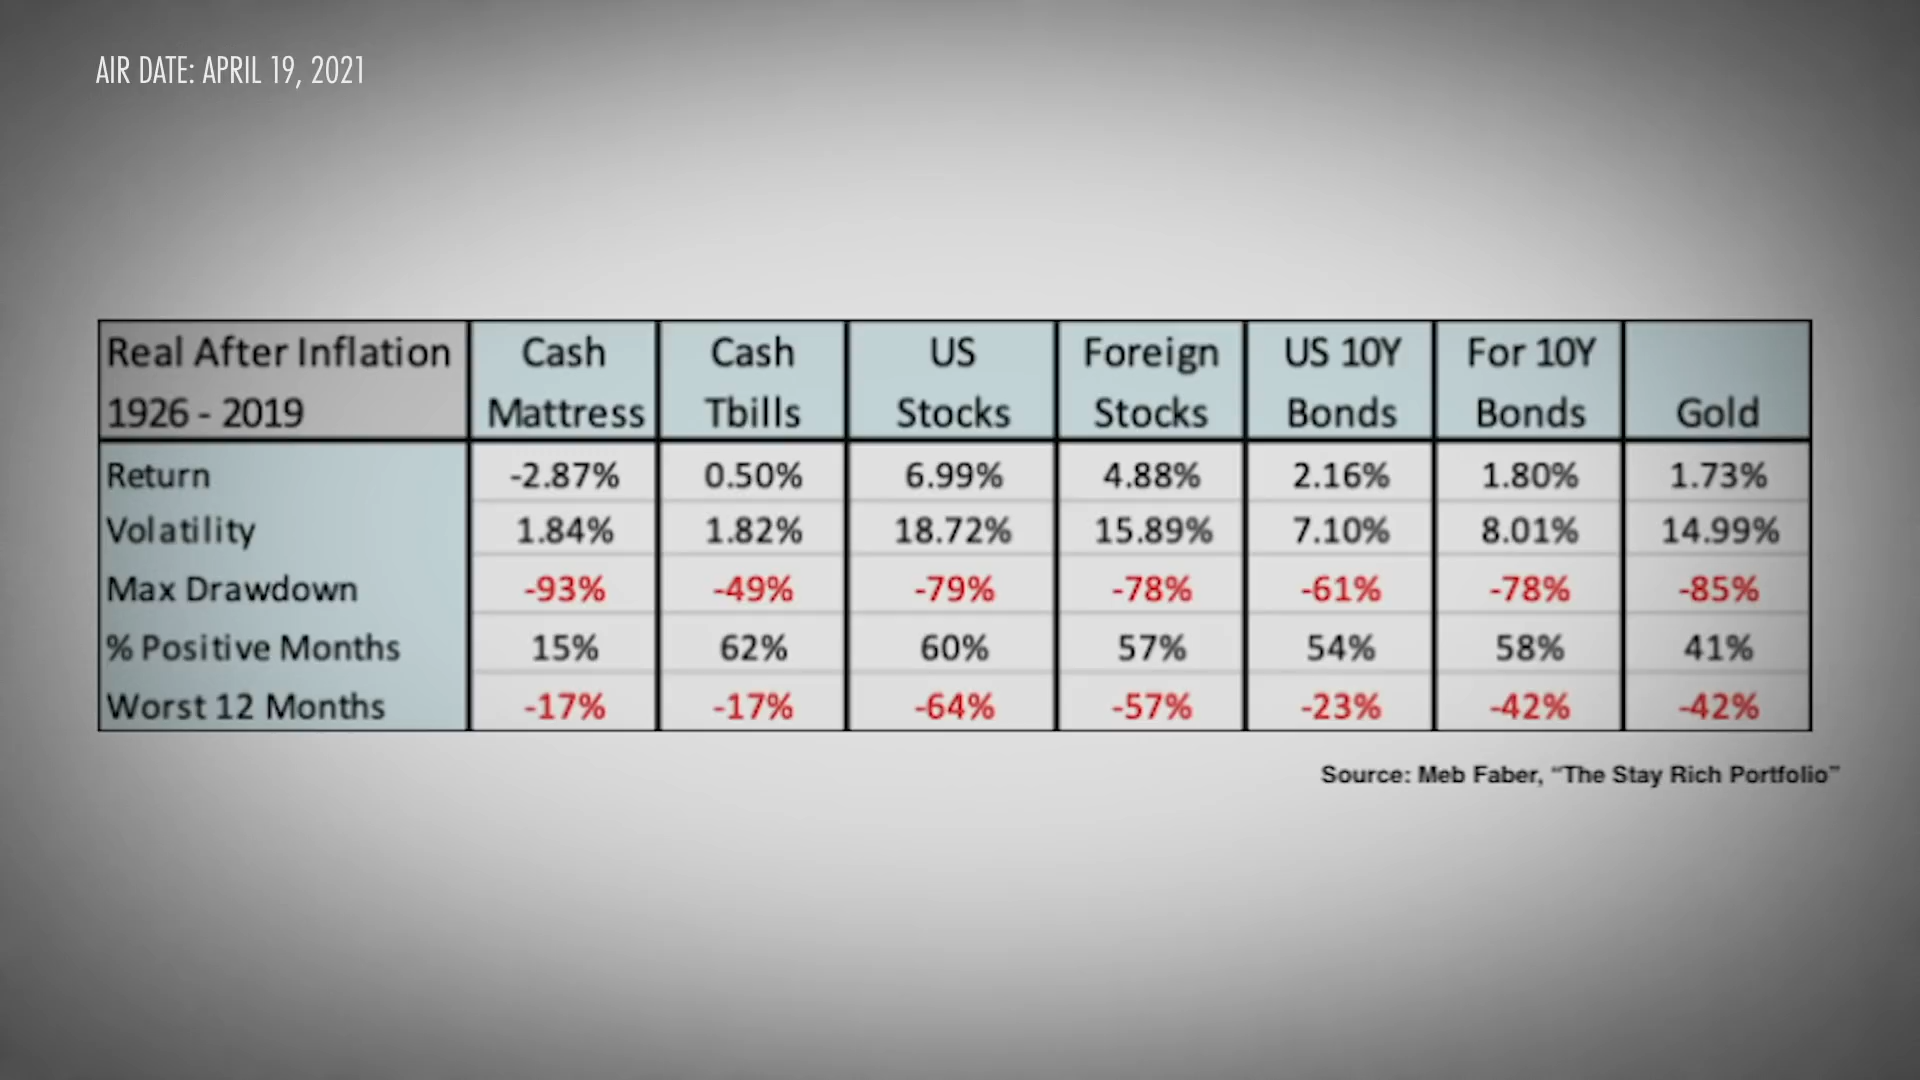 AIR DATE: APRIL 19, 2021
Real After Inflation 1926 - 2019 Cash Mattress Cash Tbills US Stocks Foreign Stocks US 10Y Bonds For 10Y Bonds Gold
Return -2.87% 0.50% 6.99% 4.88% 2.16% 1.80% 1.73%
Volatility 1.84% 1.82% 18.72% 15.89% 7.10% 8.01% 14.99%
Max Drawdown -93% -49% -79% -78% -61% -78% -85%
% Positive Months 15% 62% 60% 57% 54% 58% 41%
Worst 12 Months -17% -17% -64% -57% -23% -42% -42%
Source: Meb Faber, “The Stay Rich Portfolio”